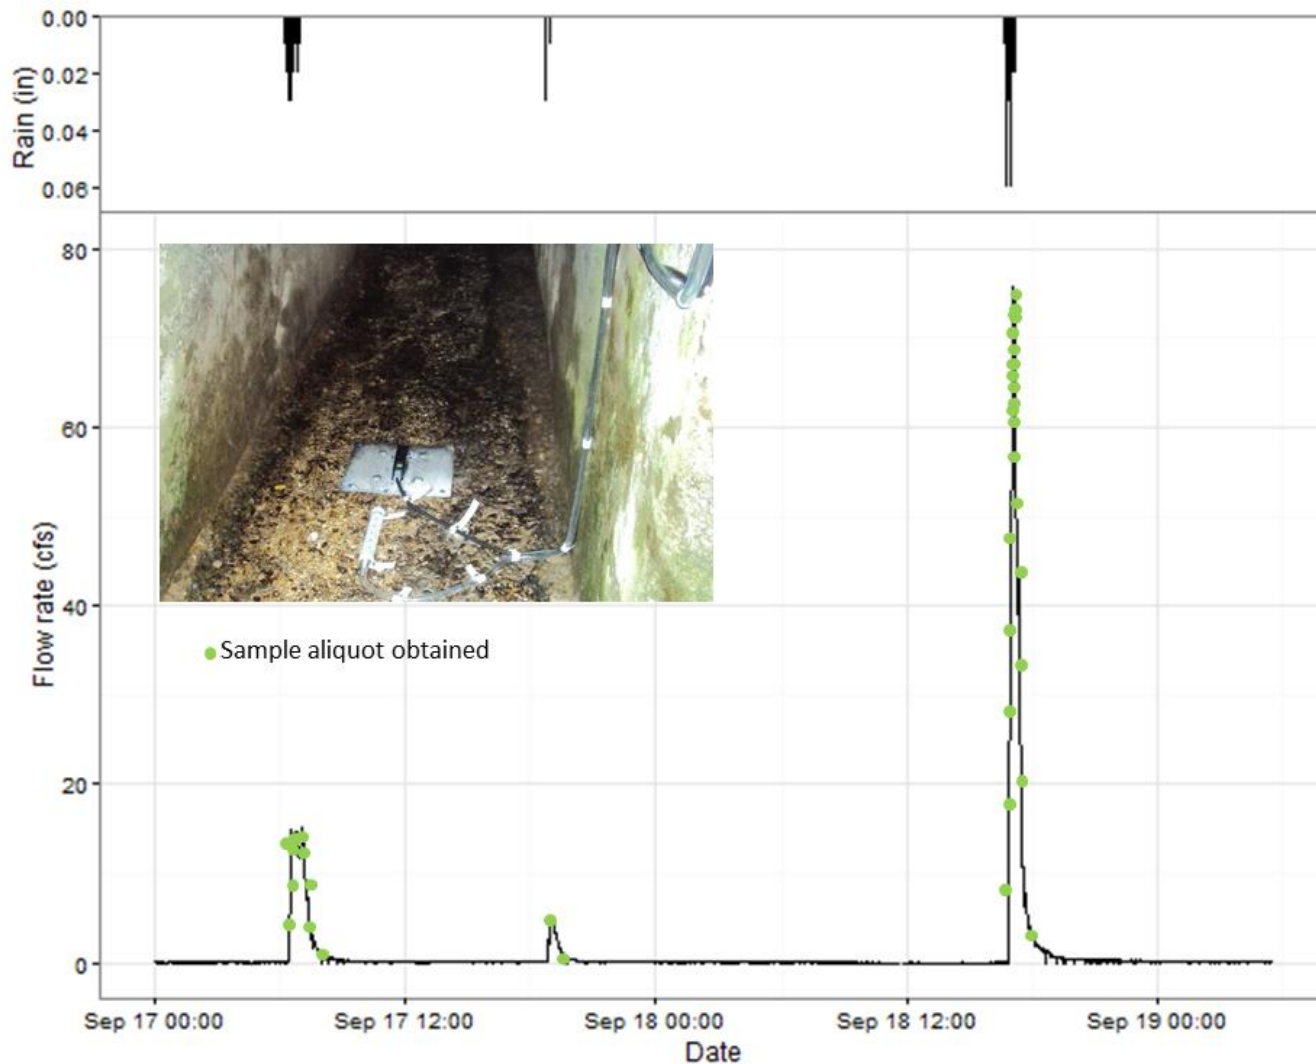 0.00
0.02
0.04
0.06
Rain (in)
80
60
40
20
0
Flow rate (cfs)
Sample aliquot obtained
Sep 17 00:00
Sep 17 12:00
Sep 18 00:00
Sep 18 12:00
Sep 19 00:00
Date